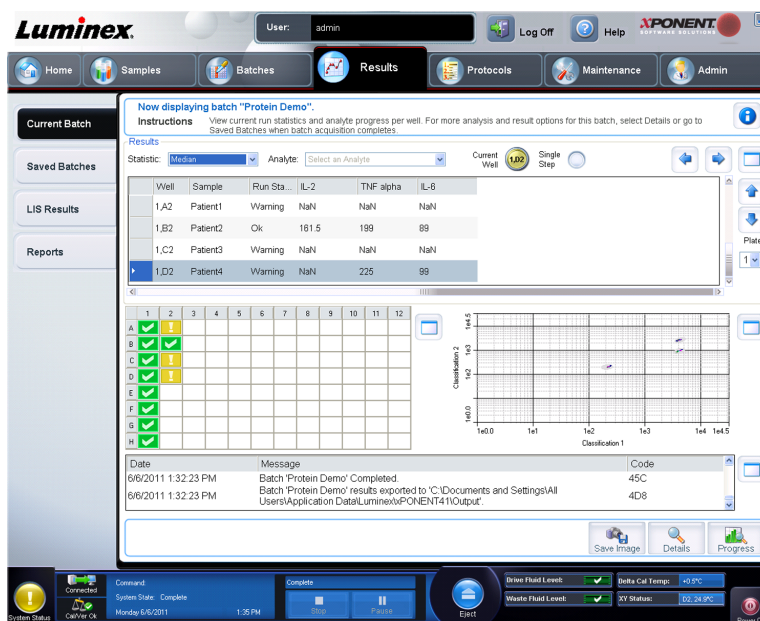 Luminex.
User: admin
Log Off
Help
XPONENT.
SOFTWARE SOLUTIONS
Home
Samples
Batches
Results
Protocols
Maintenance
Admin
Current Batch
Saved Batches
LIS Results
Reports
Now displaying batch "Protein Demo".
Instructions View current run statistics and analyte progress per well. For more analysis and result options for this batch, select Details or go to
Saved Batches when batch acquisition completes.
Results
Statistic: Median Analyte: Select an Analyte Current Well 1,D2 Single Step
Well Sample Run Sta... IL-2 TNF alpha IL-6
1,A2 Patient1 Warning NaN NaN NaN
1,B2 Patient2 Ok 161.5 199 89
1,C2 Patient3 Warning NaN NaN NaN
1,D2 Patient4 Warning NaN 225 99
Plate
1
1 2 3 4 5 6 7 8 9 10 11 12
A
B
C
D
E
F
G
H
Classification 2
1e4.5
1e3
1e2
1e0.0
1e0.0 1e1 1e2 1e3 1e4 1e4.5
Classification 1
Date Message Code
6/6/2011 1:32:23 PM Batch 'Protein Demo' Completed. 45C
6/6/2011 1:32:23 PM Batch 'Protein Demo' results exported to 'C:\Documents and Settings\All 4D8
Users\Application Data\Luminex\xPONENT41\Output'.
Save Image
Details
Progress
System Status
Connected
Cal/Ver Ok
Command:
System State: Complete
Monday 6/6/2011 1:35 PM
Complete
Stop
Pause
Eject
Drive Fluid Level:
Waste Fluid Level:
Delta Cal Temp: +0.5°C
XY Status: D2, 24.9°C